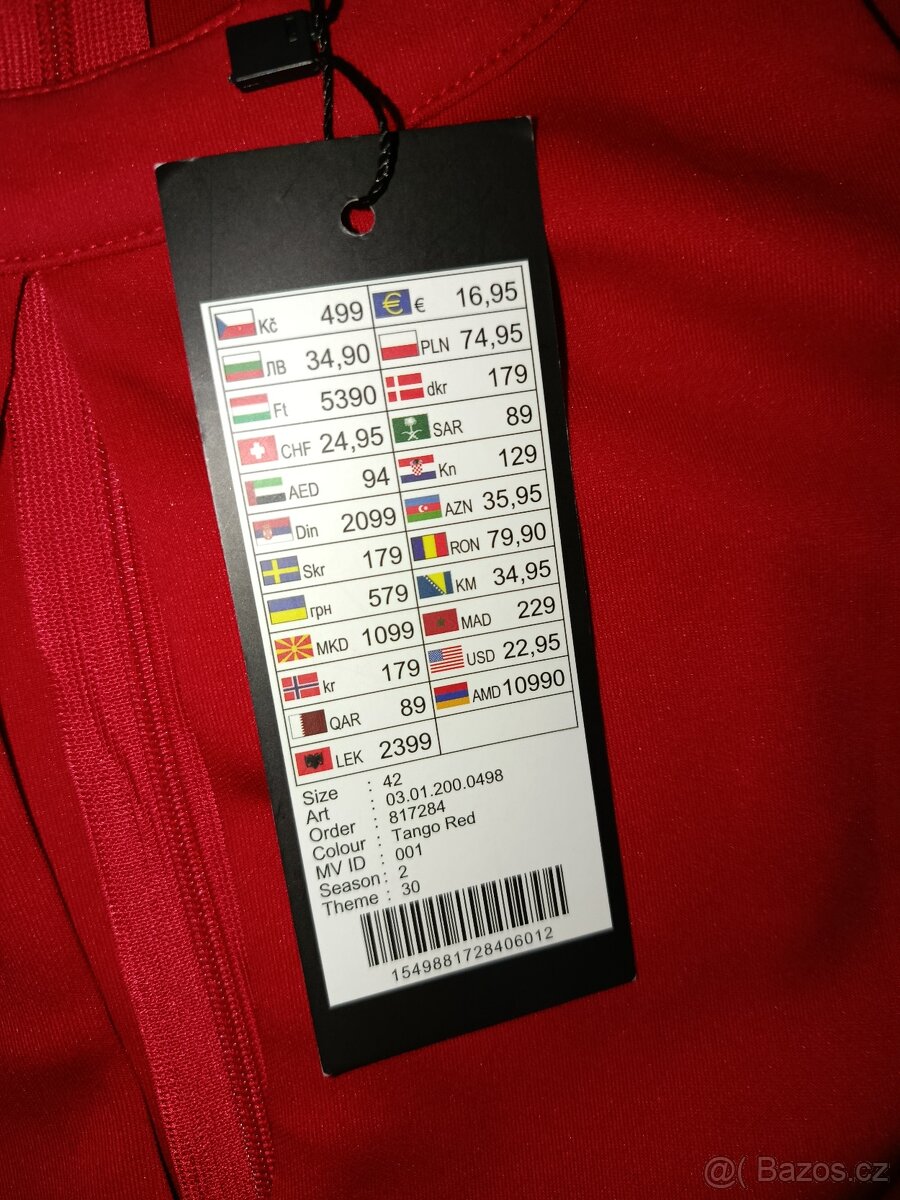 Kč 499 € 16,95
ЛВ 34,90 PLN 74,95
Ft 5390 dkr 179
CHF 24,95 SAR 89
AED 94 Kn 129
Din 2099 AZN 35,95
Skr 179 RON 79,90
грн 579 KM 34,95
MKD 1099 MAD 229
kr 179 USD 22,95
QAR 89 AMD 10990
LEK 2399
Size : 42
Art : 03.01.200.0498
Order : 817284
Colour : Tango Red
MV ID : 001
Season : 2
Theme : 30
1549881728406012
@( Bazos.cz